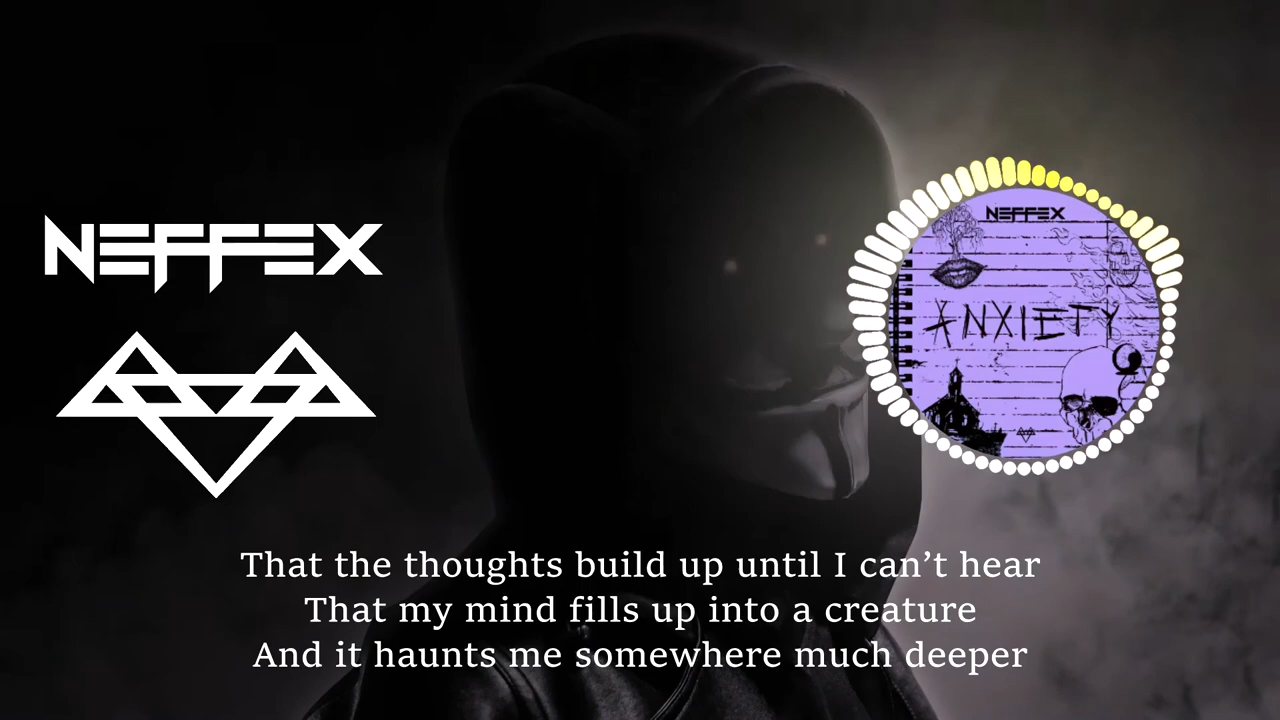 NEFFEX
NEFFEX
ANXIETY
That the thoughts build up until I can’t hear
That my mind fills up into a creature
And it haunts me somewhere much deeper